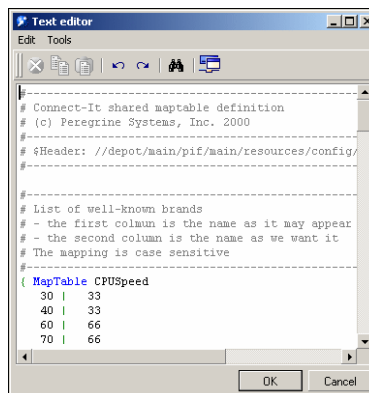 Text editor
Edit Tools
#--------------------------------------------------
# Connect-It shared maptable definition
# (c) Peregrine Systems, Inc. 2000
#--------------------------------------------------
# $Header: //depot/main/pif/main/resources/config/
#--------------------------------------------------
#--------------------------------------------------
# List of well-known brands
# - the first colmun is the name as it may appear
# - the second column is the name as we want it
# The mapping is case sensitive
#--------------------------------------------------
{ MapTable CPUSpeed
30 | 33
40 | 33
60 | 66
70 | 66
OK Cancel